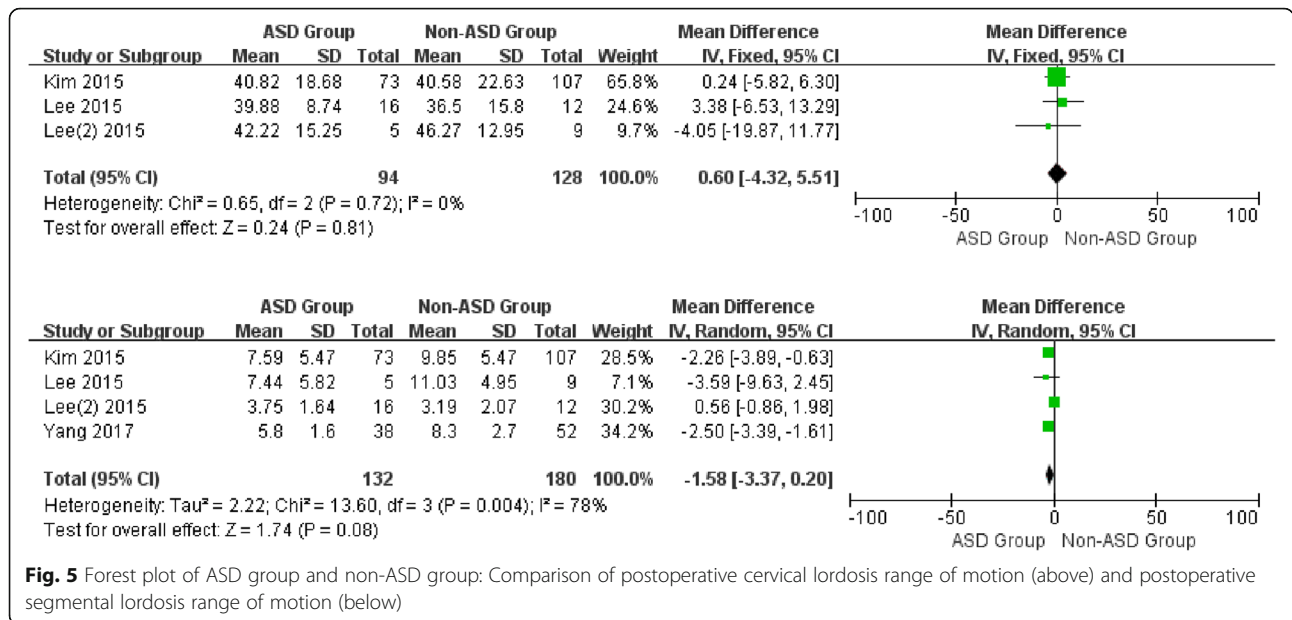 ASD Group Non-ASD Group Mean Difference Mean Difference
Study or Subgroup Mean SD Total Mean SD Total Weight IV, Fixed, 95% CI IV, Fixed, 95% CI
Kim 2015 40.82 18.68 73 40.58 22.63 107 65.8% 0.24 [-5.82, 6.30]
Lee 2015 39.88 8.74 16 36.5 15.8 12 24.6% 3.38 [-6.53, 13.29]
Lee(2) 2015 42.22 15.25 5 46.27 12.95 9 9.7% -4.05 [-19.87, 11.77]
Total (95% CI) 94 128 100.0% 0.60 [-4.32, 5.51]
Heterogeneity: Chi² = 0.65, df = 2 (P = 0.72); I² = 0%
Test for overall effect: Z = 0.24 (P = 0.81)
-100 -50 0 50 100
ASD Group Non-ASD Group
ASD Group Non-ASD Group Mean Difference Mean Difference
Study or Subgroup Mean SD Total Mean SD Total Weight IV, Random, 95% CI IV, Random, 95% CI
Kim 2015 7.59 5.47 73 9.85 5.47 107 28.5% -2.26 [-3.89, -0.63]
Lee 2015 7.44 5.82 5 11.03 4.95 9 7.1% -3.59 [-9.63, 2.45]
Lee(2) 2015 3.75 1.64 16 3.19 2.07 12 30.2% 0.56 [-0.86, 1.98]
Yang 2017 5.8 1.6 38 8.3 2.7 52 34.2% -2.50 [-3.39, -1.61]
Total (95% CI) 132 180 100.0% -1.58 [-3.37, 0.20]
Heterogeneity: Tau² = 2.22; Chi² = 13.60, df = 3 (P = 0.004); I² = 78%
Test for overall effect: Z = 1.74 (P = 0.08)
-100 -50 0 50 100
ASD Group Non-ASD Group
Fig. 5 Forest plot of ASD group and non-ASD group: Comparison of postoperative cervical lordosis range of motion (above) and postoperative
segmental lordosis range of motion (below)